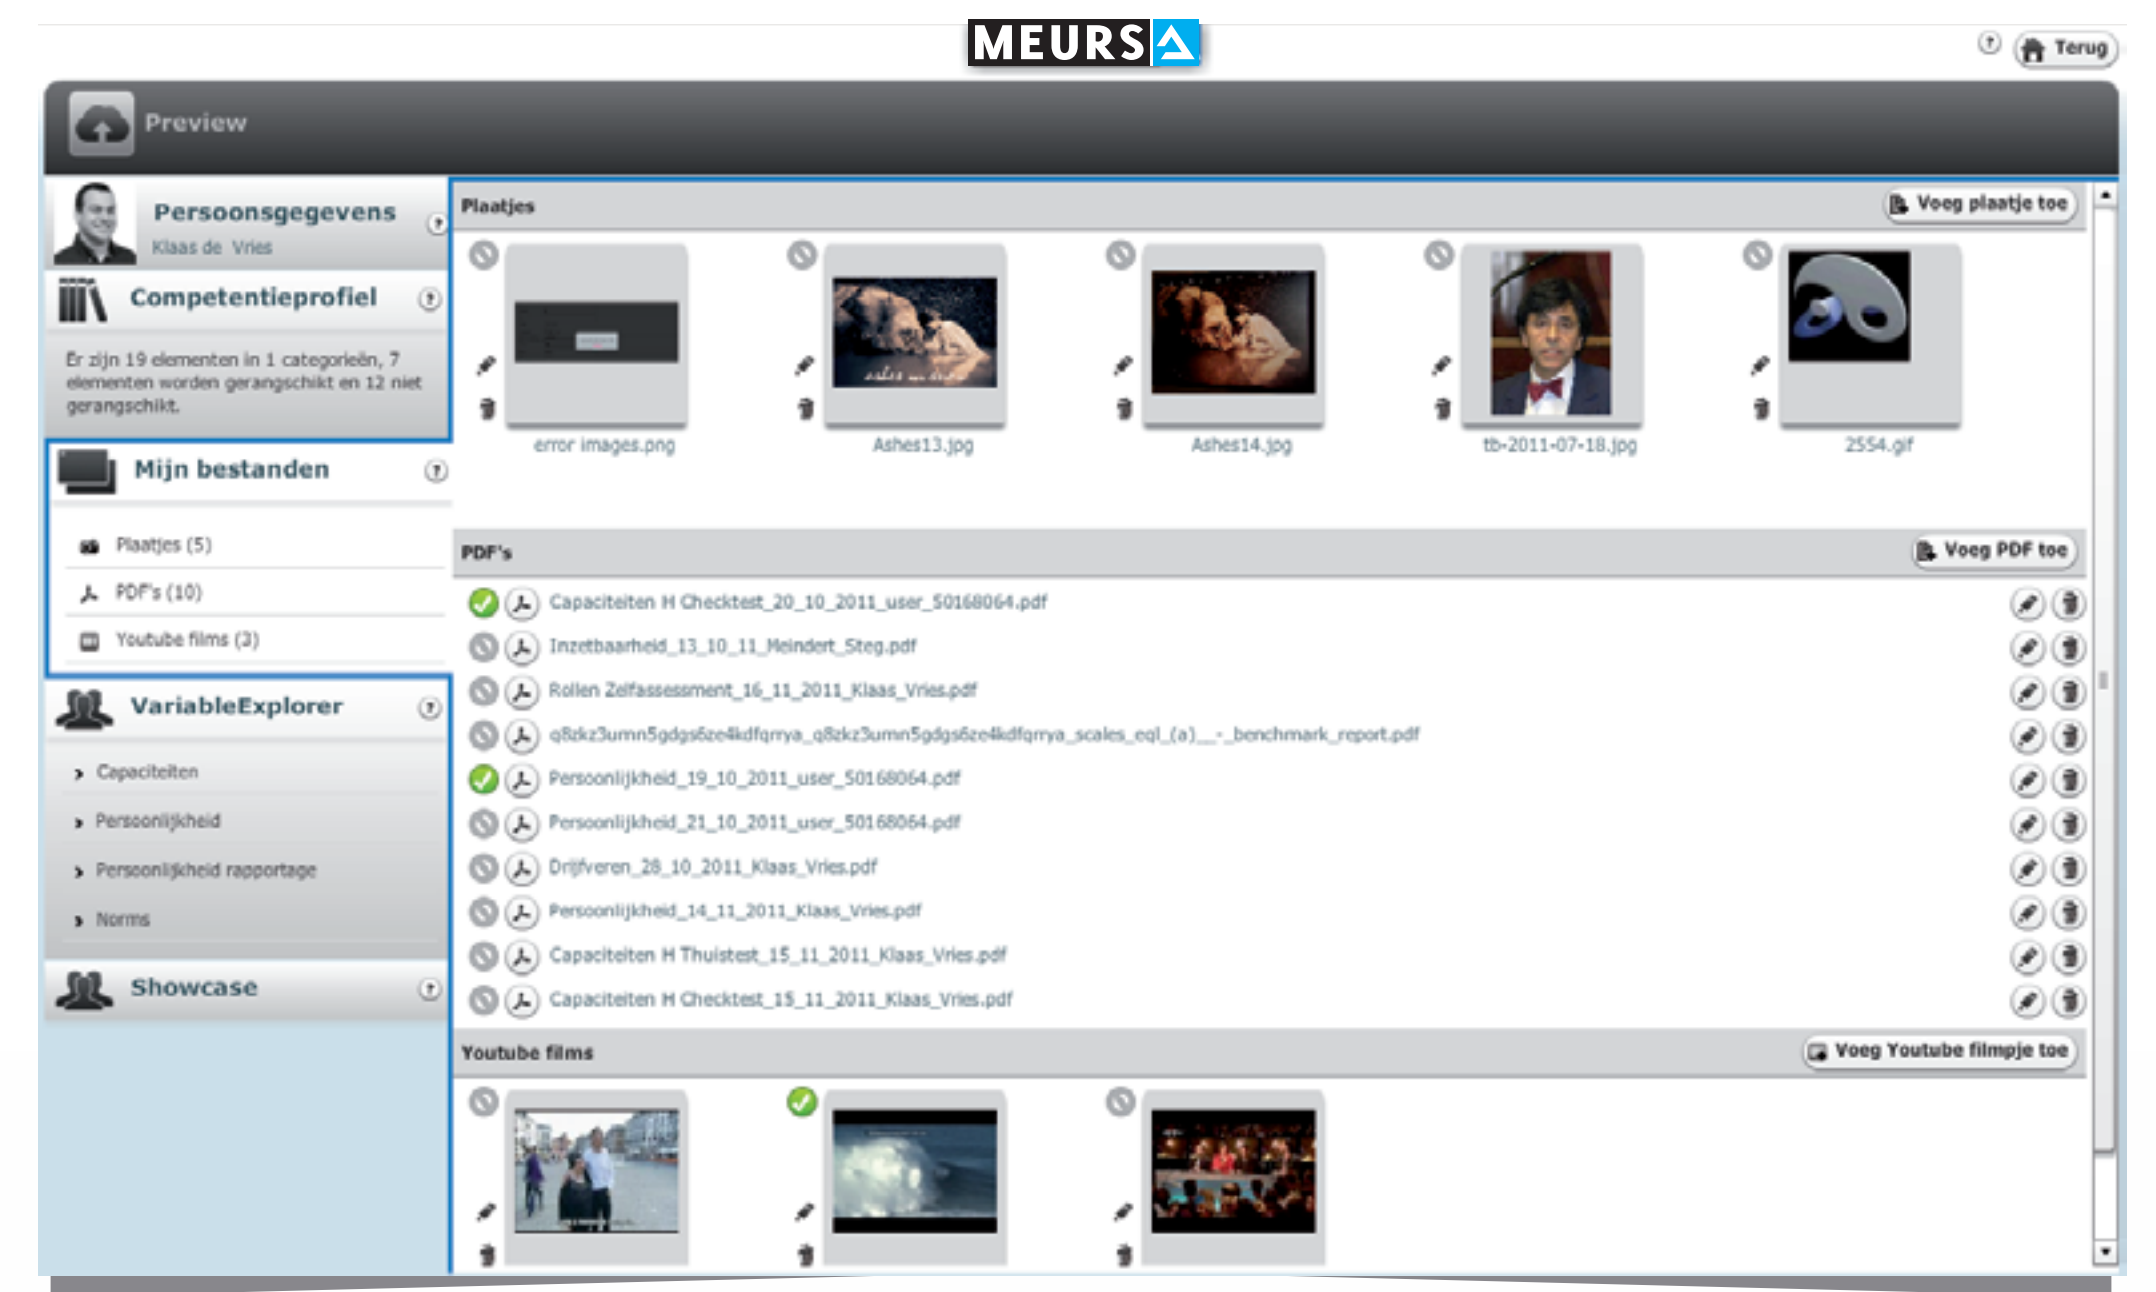 MEURS
? Terug
Preview
Persoonsgegevens ?
Klaas de Vries
Competentieprofiel ?
Er zijn 19 elementen in 1 categorieën, 7
elementen worden gerangschikt en 12 niet
gerangschikt.
Mijn bestanden ?
Plaatjes (5)
PDF's (10)
Youtube films (3)
VariableExplorer ?
Capaciteiten
Persoonlijkheid
Persoonlijkheid rapportage
Norms
Showcase ?
Plaatjes
Voeg plaatje toe
error images.png
Ashes13.jpg
Ashes14.jpg
tb-2011-07-18.jpg
2554.gif
PDF's
Voeg PDF toe
Capaciteiten H Checktest_20_10_2011_user_50168064.pdf
Inzetbaarheid_13_10_11_Meindert_Steg.pdf
Rollen Zelfassessment_16_11_2011_Klaas_Vries.pdf
Persoonlijkheid_19_10_2011_user_50168064.pdf
Persoonlijkheid_21_10_2011_user_50168064.pdf
Drijfveren_28_10_2011_Klaas_Vries.pdf
Persoonlijkheid_14_11_2011_Klaas_Vries.pdf
Capaciteiten H Thuistest_15_11_2011_Klaas_Vries.pdf
Capaciteiten H Checktest_15_11_2011_Klaas_Vries.pdf
Youtube films
Voeg Youtube filmpje toe